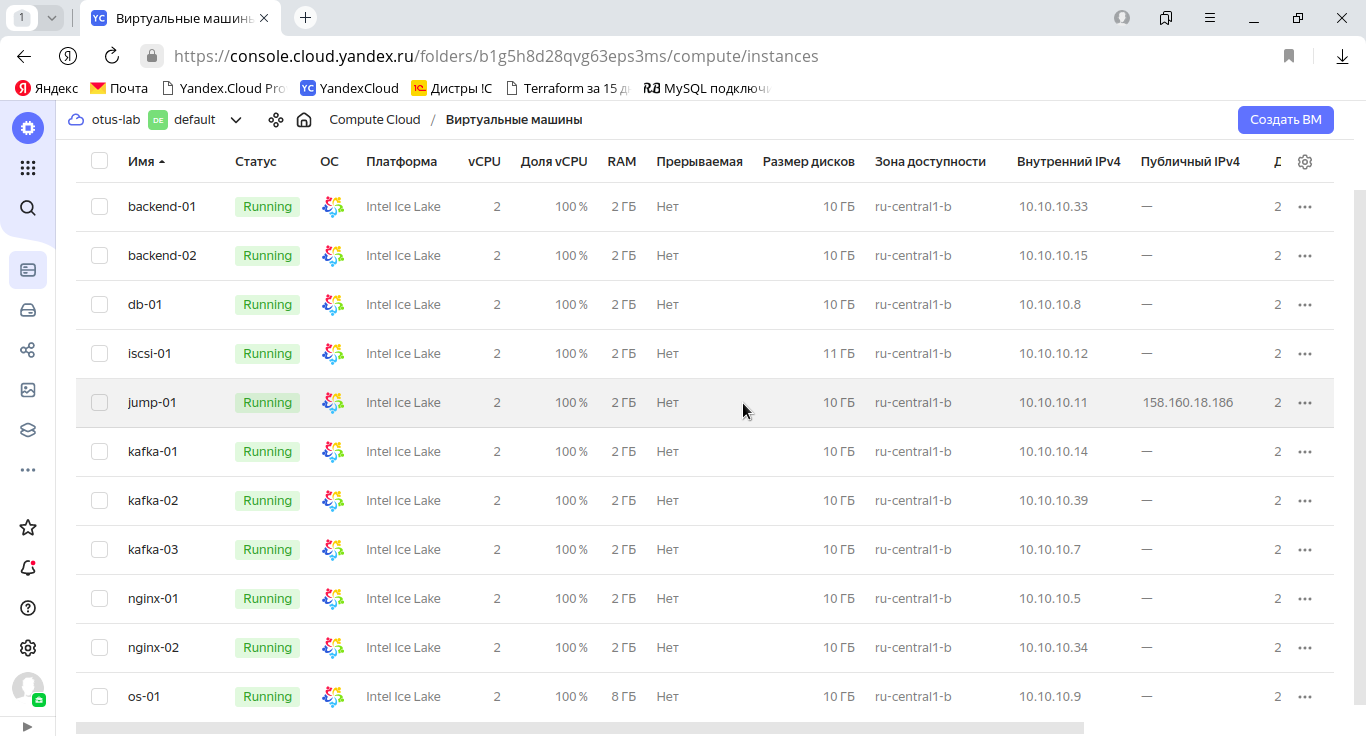 1
Виртуальные машины
https://console.cloud.yandex.ru/folders/b1g5h8d28qvg63eps3ms/compute/instances
Яндекс Почта Yandex.Cloud Pro YandexCloud Дистры !С Terraform за 15 д MySQL подключи
otus-lab DE default Compute Cloud / Виртуальные машины Создать ВМ
Имя Статус ОС Платформа vCPU Доля vCPU RAM Прерываемая Размер дисков Зона доступности Внутренний IPv4 Публичный IPv4
backend-01 Running Intel Ice Lake 2 100 % 2 ГБ Нет 10 ГБ ru-central1-b 10.10.10.33 — 2
backend-02 Running Intel Ice Lake 2 100 % 2 ГБ Нет 10 ГБ ru-central1-b 10.10.10.15 — 2
db-01 Running Intel Ice Lake 2 100 % 2 ГБ Нет 10 ГБ ru-central1-b 10.10.10.8 — 2
iscsi-01 Running Intel Ice Lake 2 100 % 2 ГБ Нет 11 ГБ ru-central1-b 10.10.10.12 — 2
jump-01 Running Intel Ice Lake 2 100 % 2 ГБ Нет 10 ГБ ru-central1-b 10.10.10.11 158.160.18.186 2
kafka-01 Running Intel Ice Lake 2 100 % 2 ГБ Нет 10 ГБ ru-central1-b 10.10.10.14 — 2
kafka-02 Running Intel Ice Lake 2 100 % 2 ГБ Нет 10 ГБ ru-central1-b 10.10.10.39 — 2
kafka-03 Running Intel Ice Lake 2 100 % 2 ГБ Нет 10 ГБ ru-central1-b 10.10.10.7 — 2
nginx-01 Running Intel Ice Lake 2 100 % 2 ГБ Нет 10 ГБ ru-central1-b 10.10.10.5 — 2
nginx-02 Running Intel Ice Lake 2 100 % 2 ГБ Нет 10 ГБ ru-central1-b 10.10.10.34 — 2
os-01 Running Intel Ice Lake 2 100 % 8 ГБ Нет 10 ГБ ru-central1-b 10.10.10.9 — 2